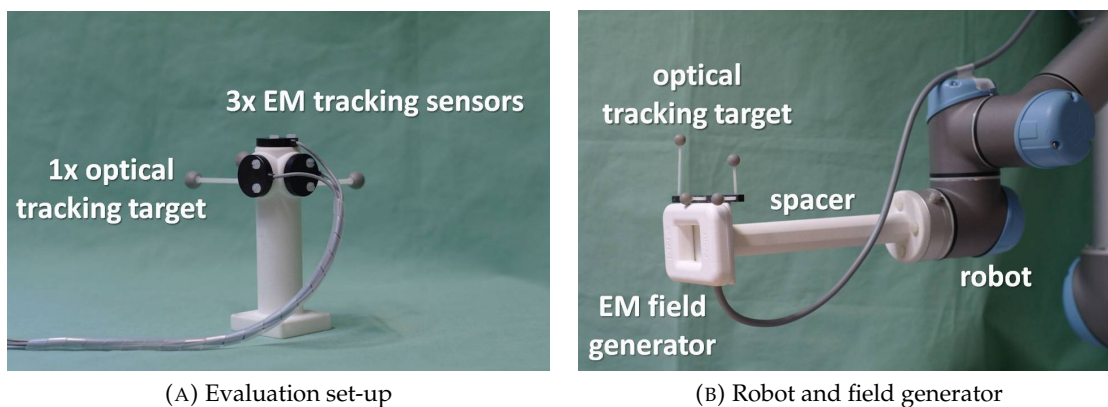 3x EM tracking sensors
1x optical
tracking target
(A) Evaluation set-up
optical
tracking target
spacer
robot
EM field
generator
(B) Robot and field generator